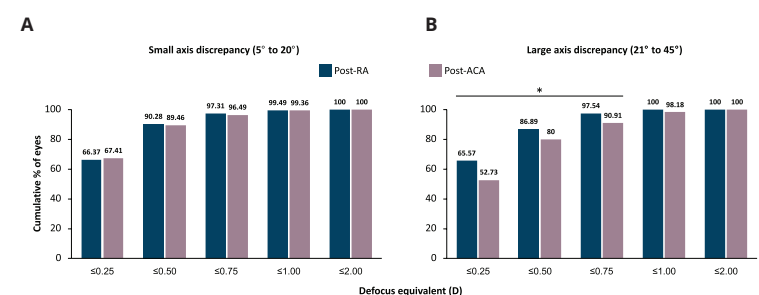 A
B
Small axis discrepancy (5° to 20°)
Large axis discrepancy (21° to 45°)
Post-RA
Post-ACA
*
Cumulative % of eyes
100
80
60
40
20
0
66.37 67.41
90.28 89.46
97.31 96.49
99.49 99.36
100 100
≤0.25 ≤0.50 ≤0.75 ≤1.00 ≤2.00
100
80
60
40
20
0
65.57 52.73
86.89 80
97.54 90.91
100 98.18
100 100
≤0.25 ≤0.50 ≤0.75 ≤1.00 ≤2.00
Defocus equivalent (D)